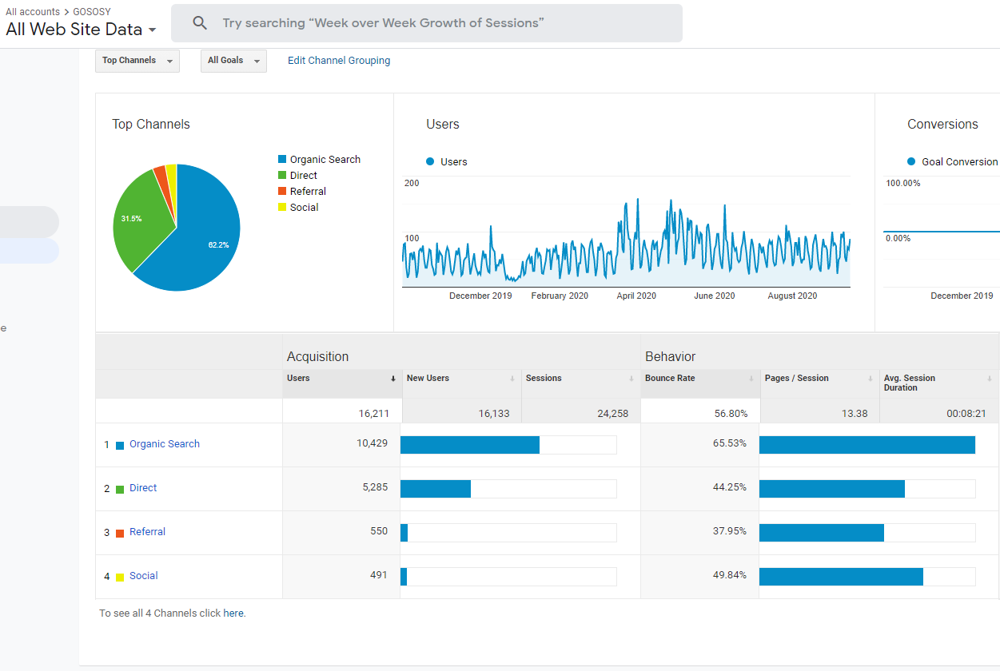 All accounts > GOSOSY
All Web Site Data
Try searching “Week over Week Growth of Sessions”
Top Channels
All Goals
Edit Channel Grouping
Top Channels
Organic Search
Direct
Referral
Social
31.5%
62.2%
Users
Users
200
100
December 2019
February 2020
April 2020
June 2020
August 2020
Conversions
Goal Conversion
100.00%
0.00%
December 2019
e
Acquisition
Behavior
Users
New Users
Sessions
Bounce Rate
Pages / Session
Avg. Session
Duration
16,211
16,133
24,258
56.80%
13.38
00:08:21
1 Organic Search 10,429 65.53%
2 Direct 5,285 44.25%
3 Referral 550 37.95%
4 Social 491 49.84%
To see all 4 Channels click here.